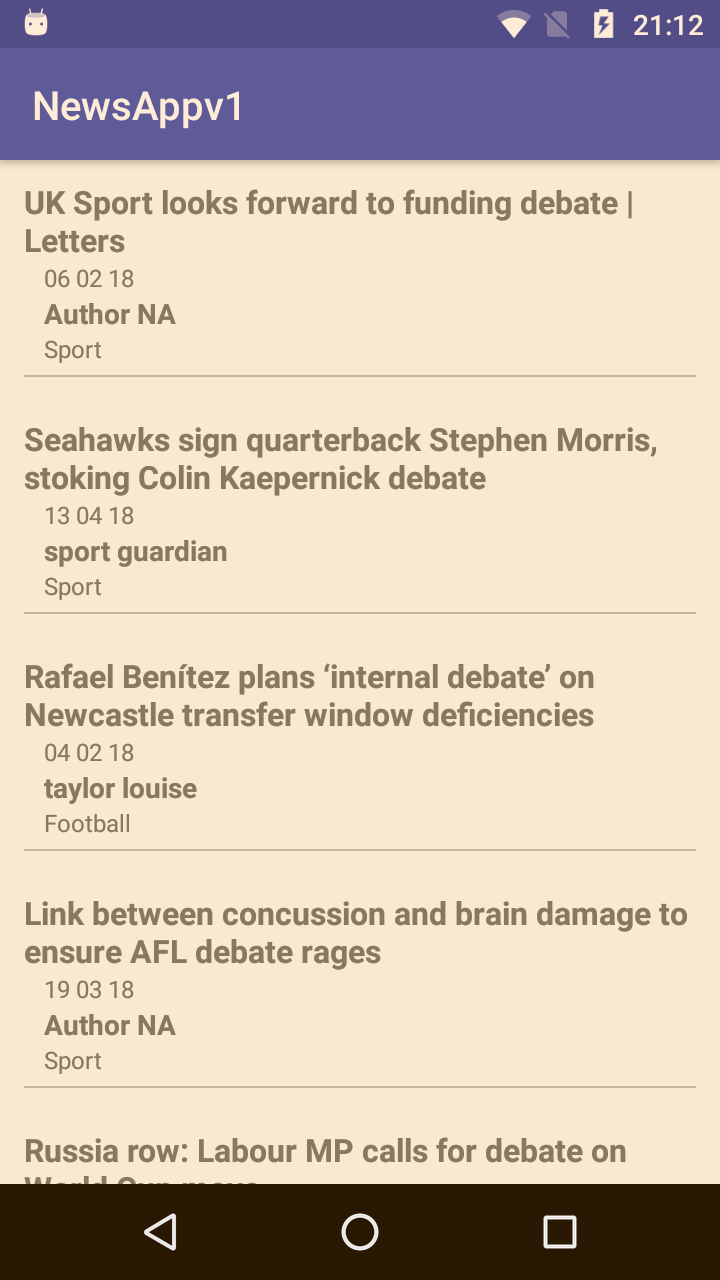 21:12
NewsAppv1
UK Sport looks forward to funding debate |
Letters
06 02 18
Author NA
Sport
Seahawks sign quarterback Stephen Morris,
stoking Colin Kaepernick debate
13 04 18
sport guardian
Sport
Rafael Benítez plans ‘internal debate’ on
Newcastle transfer window deficiencies
04 02 18
taylor louise
Football
Link between concussion and brain damage to
ensure AFL debate rages
19 03 18
Author NA
Sport
Russia row: Labour MP calls for debate on
World Cup move